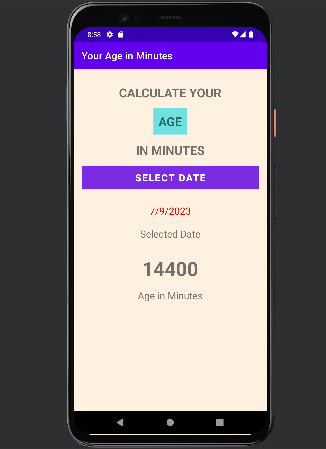 8:58
Your Age in Minutes
CALCULATE YOUR
AGE
IN MINUTES
SELECT DATE
7/9/2023
Selected Date
14400
Age in Minutes